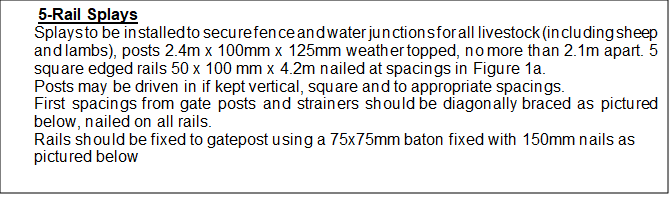 5-Rail Splays
Splays to be installed to secure fence and water junctions for all livestock (including sheep
and lambs), posts 2.4m x 100mm x 125mm weather topped, no more than 2.1m apart. 5
square edged rails 50 x 100 mm x 4.2m nailed at spacings in Figure 1a.
Posts may be driven in if kept vertical, square and to appropriate spacings.
First spacings from gate posts and strainers should be diagonally braced as pictured
below, nailed on all rails.
Rails should be fixed to gatepost using a 75x75mm baton fixed with 150mm nails as
pictured below